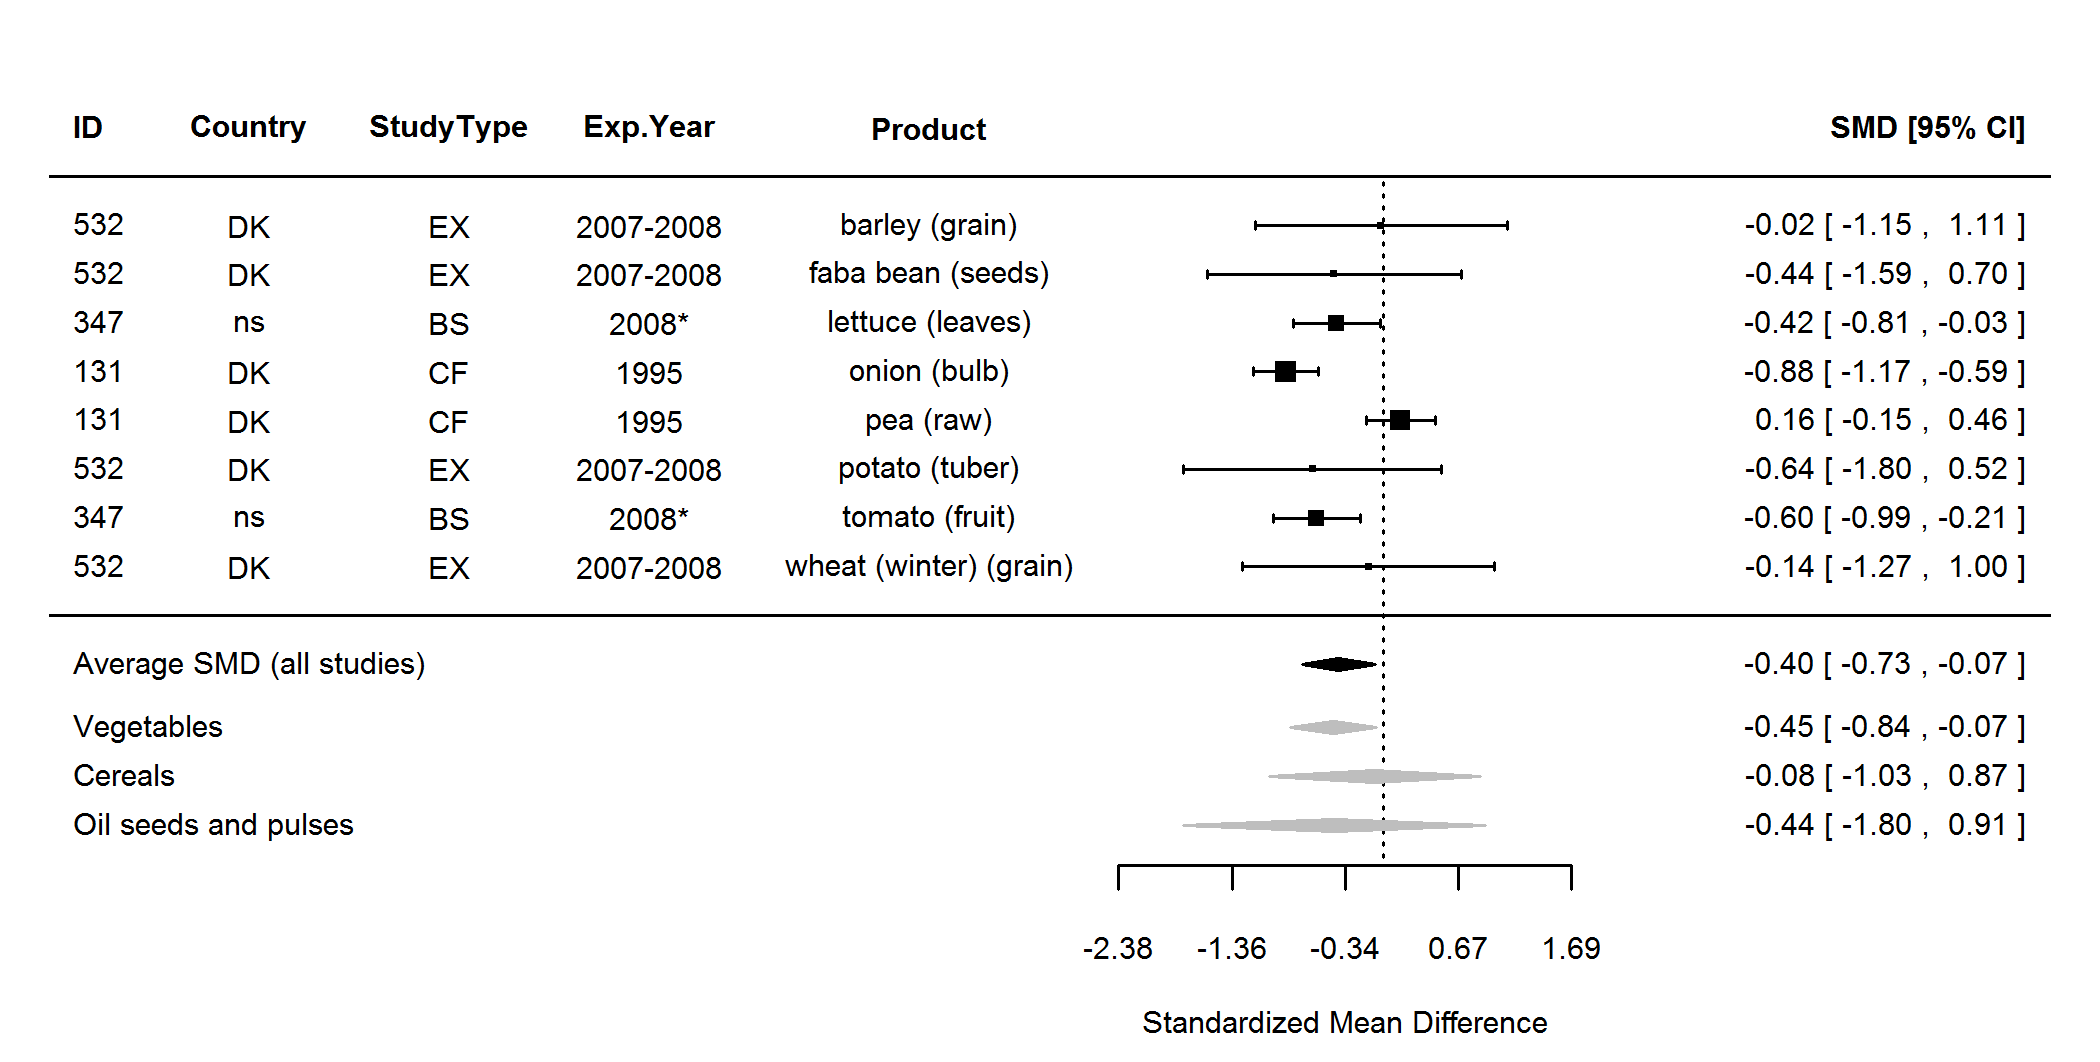 ID Country StudyType Exp.Year Product SMD [95% CI]
532 DK EX 2007-2008 barley (grain) -0.02 [ -1.15 , 1.11 ]
532 DK EX 2007-2008 faba bean (seeds) -0.44 [ -1.59 , 0.70 ]
347 ns BS 2008* lettuce (leaves) -0.42 [ -0.81 , -0.03 ]
131 DK CF 1995 onion (bulb) -0.88 [ -1.17 , -0.59 ]
131 DK CF 1995 pea (raw) 0.16 [ -0.15 , 0.46 ]
532 DK EX 2007-2008 potato (tuber) -0.64 [ -1.80 , 0.52 ]
347 ns BS 2008* tomato (fruit) -0.60 [ -0.99 , -0.21 ]
532 DK EX 2007-2008 wheat (winter) (grain) -0.14 [ -1.27 , 1.00 ]
Average SMD (all studies) -0.40 [ -0.73 , -0.07 ]
Vegetables -0.45 [ -0.84 , -0.07 ]
Cereals -0.08 [ -1.03 , 0.87 ]
Oil seeds and pulses -0.44 [ -1.80 , 0.91 ]
-2.38 -1.36 -0.34 0.67 1.69
Standardized Mean Difference